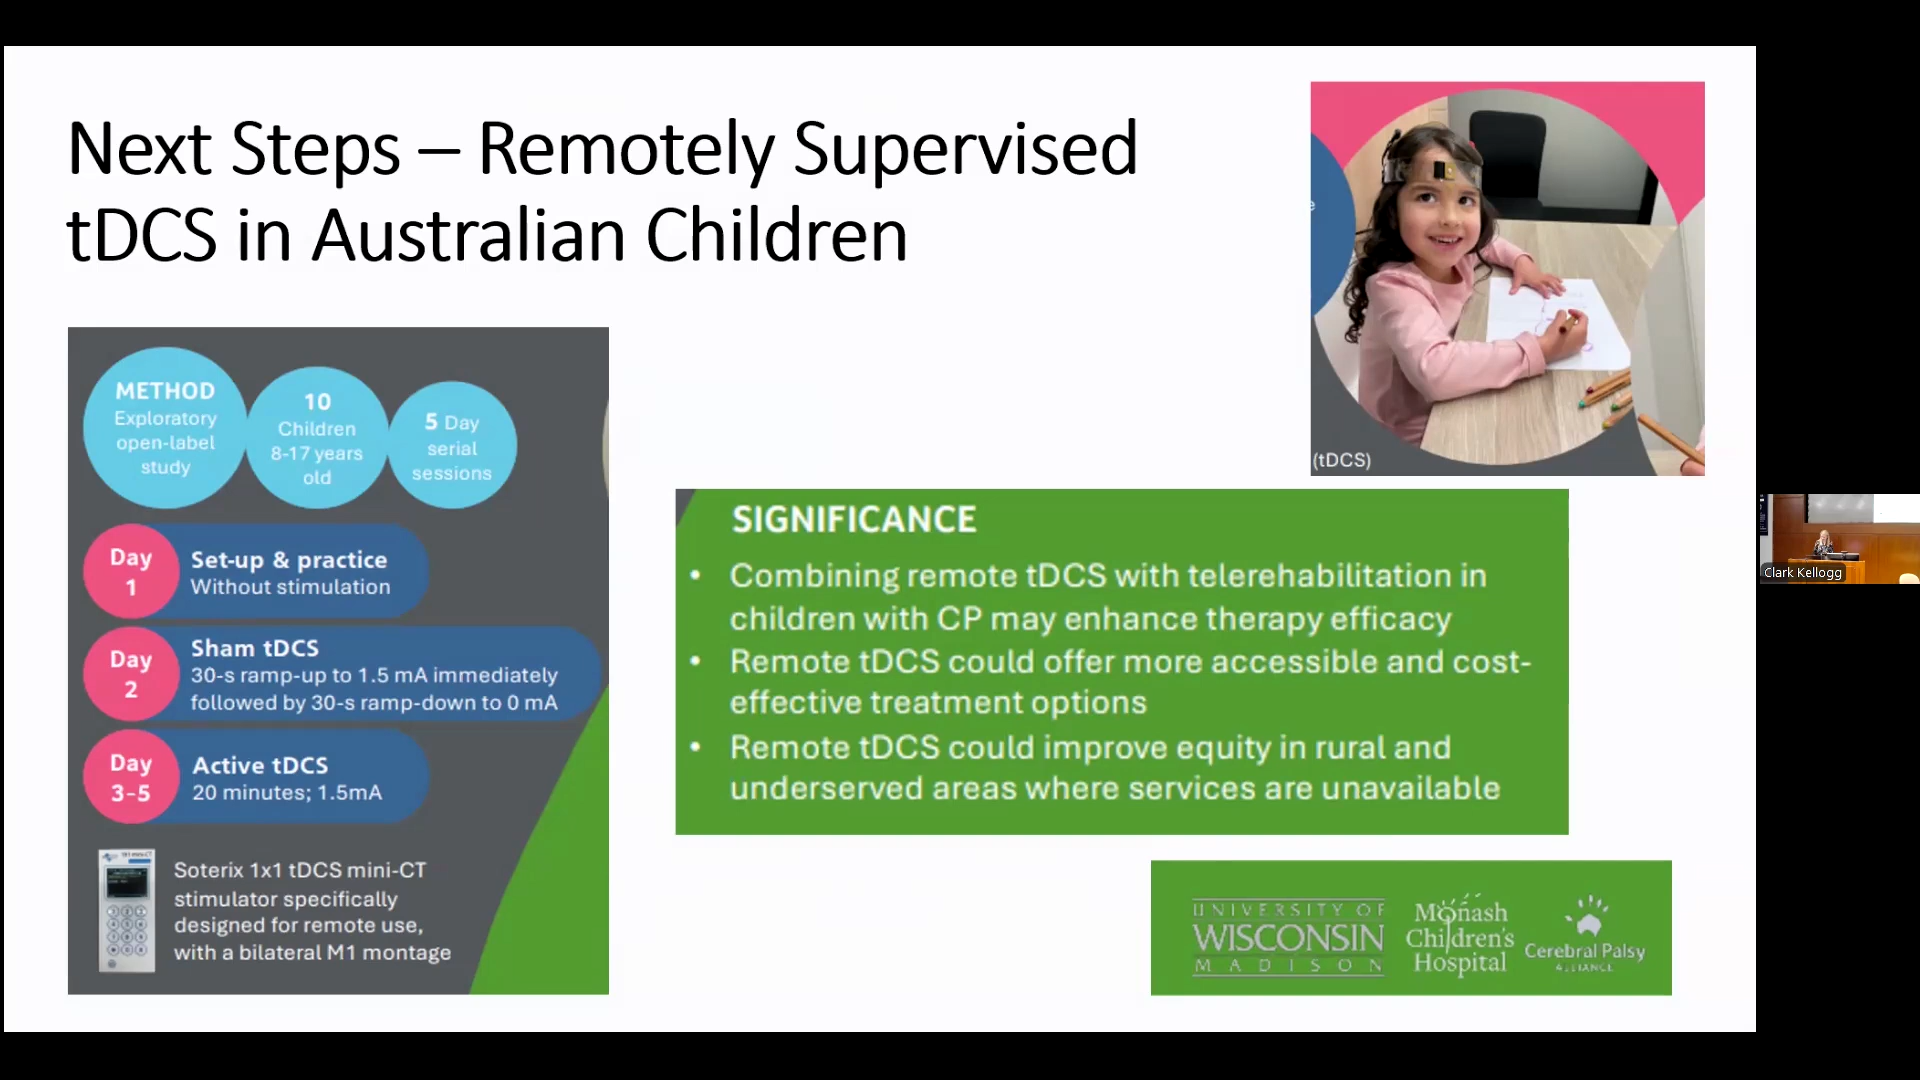 Next Steps – Remotely Supervised
tDCS in Australian Children
METHOD
Exploratory
open-label
study
10
Children
8-17 years
old
5 Day
serial
sessions
Day
1
Set-up & practice
Without stimulation
Day
2
Sham tDCS
30-s ramp-up to 1.5 mA immediately
followed by 30-s ramp-down to 0 mA
Day
3-5
Active tDCS
20 minutes; 1.5mA
Soterix 1x1 tDCS mini-CT
stimulator specifically
designed for remote use,
with a bilateral M1 montage
e
(tDCS)
SIGNIFICANCE
• Combining remote tDCS with telerehabilitation in
children with CP may enhance therapy efficacy
• Remote tDCS could offer more accessible and cost-
effective treatment options
• Remote tDCS could improve equity in rural and
underserved areas where services are unavailable
UNIVERSITY OF
WISCONSIN
MADISON
Monash
Children's
Hospital
Cerebral Palsy
ALLIANCE
Clark Kellogg